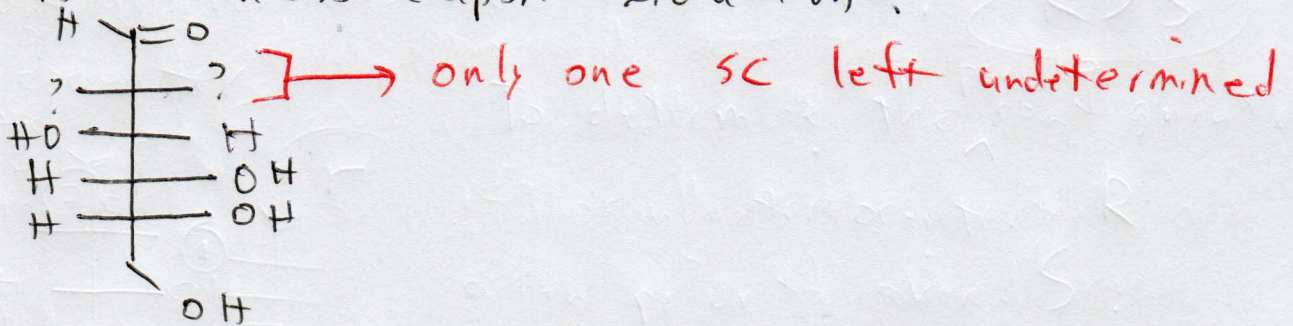 H =O
? ? → only one SC left undetermined
HO H
H OH
H OH
OH